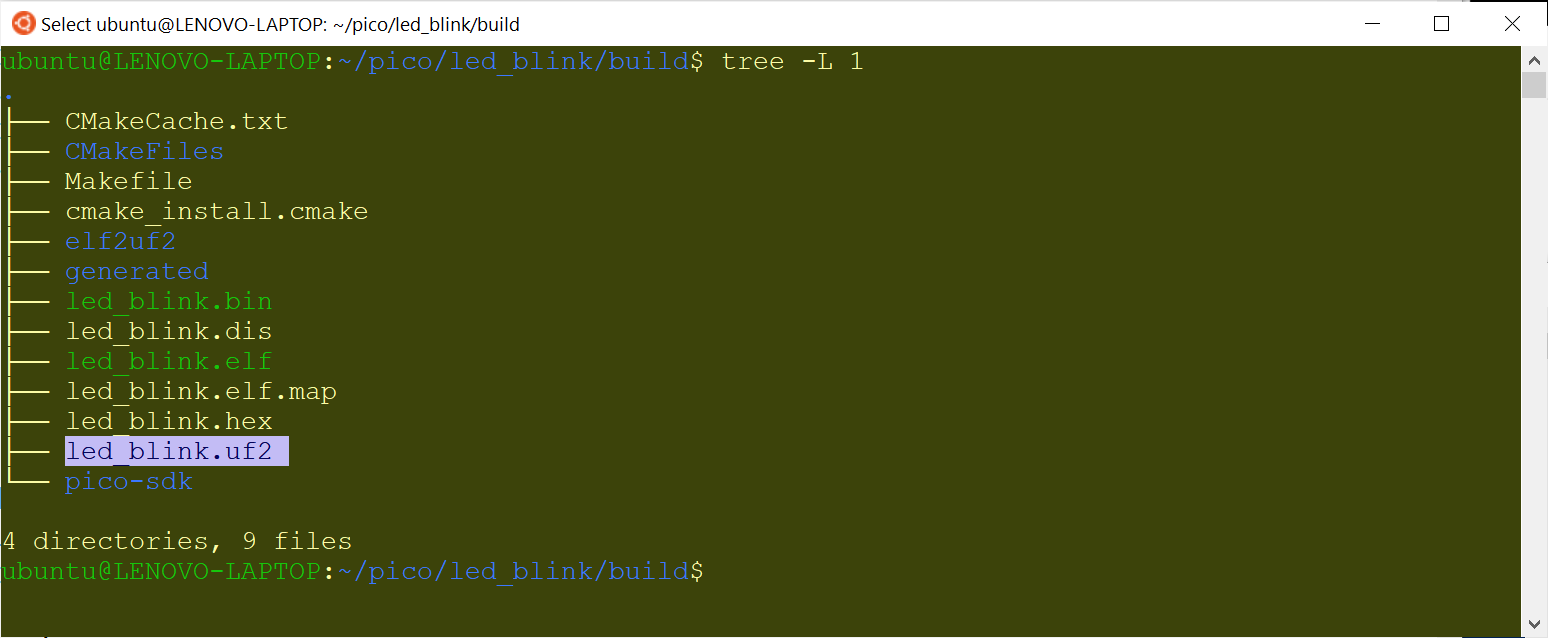 Select ubuntu@LENOVO-LAPTOP: ~/pico/led_blink/build
ubuntu@LENOVO-LAPTOP:~/pico/led_blink/build$ tree -L 1
.
├── CMakeCache.txt
├── CMakeFiles
├── Makefile
├── cmake_install.cmake
├── elf2uf2
├── generated
├── led_blink.bin
├── led_blink.dis
├── led_blink.elf
├── led_blink.elf.map
├── led_blink.hex
├── led_blink.uf2
└── pico-sdk
4 directories, 9 files
ubuntu@LENOVO-LAPTOP:~/pico/led_blink/build$